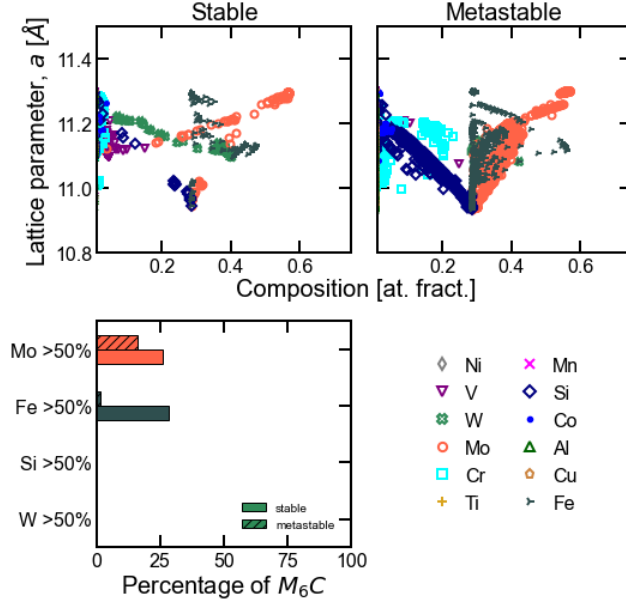 Stable Metastable
Lattice parameter, a [Å]
11.4
11.2
11.0
10.8
0.2 0.4 0.6 0.2 0.4 0.6
Composition [at. fract.]
Mo >50%
Fe >50%
Si >50%
W >50%
stable
metastable
0 25 50 75 100
Percentage of M₆C
Ni Mn
V Si
W Co
Mo Al
Cr Cu
Ti Fe